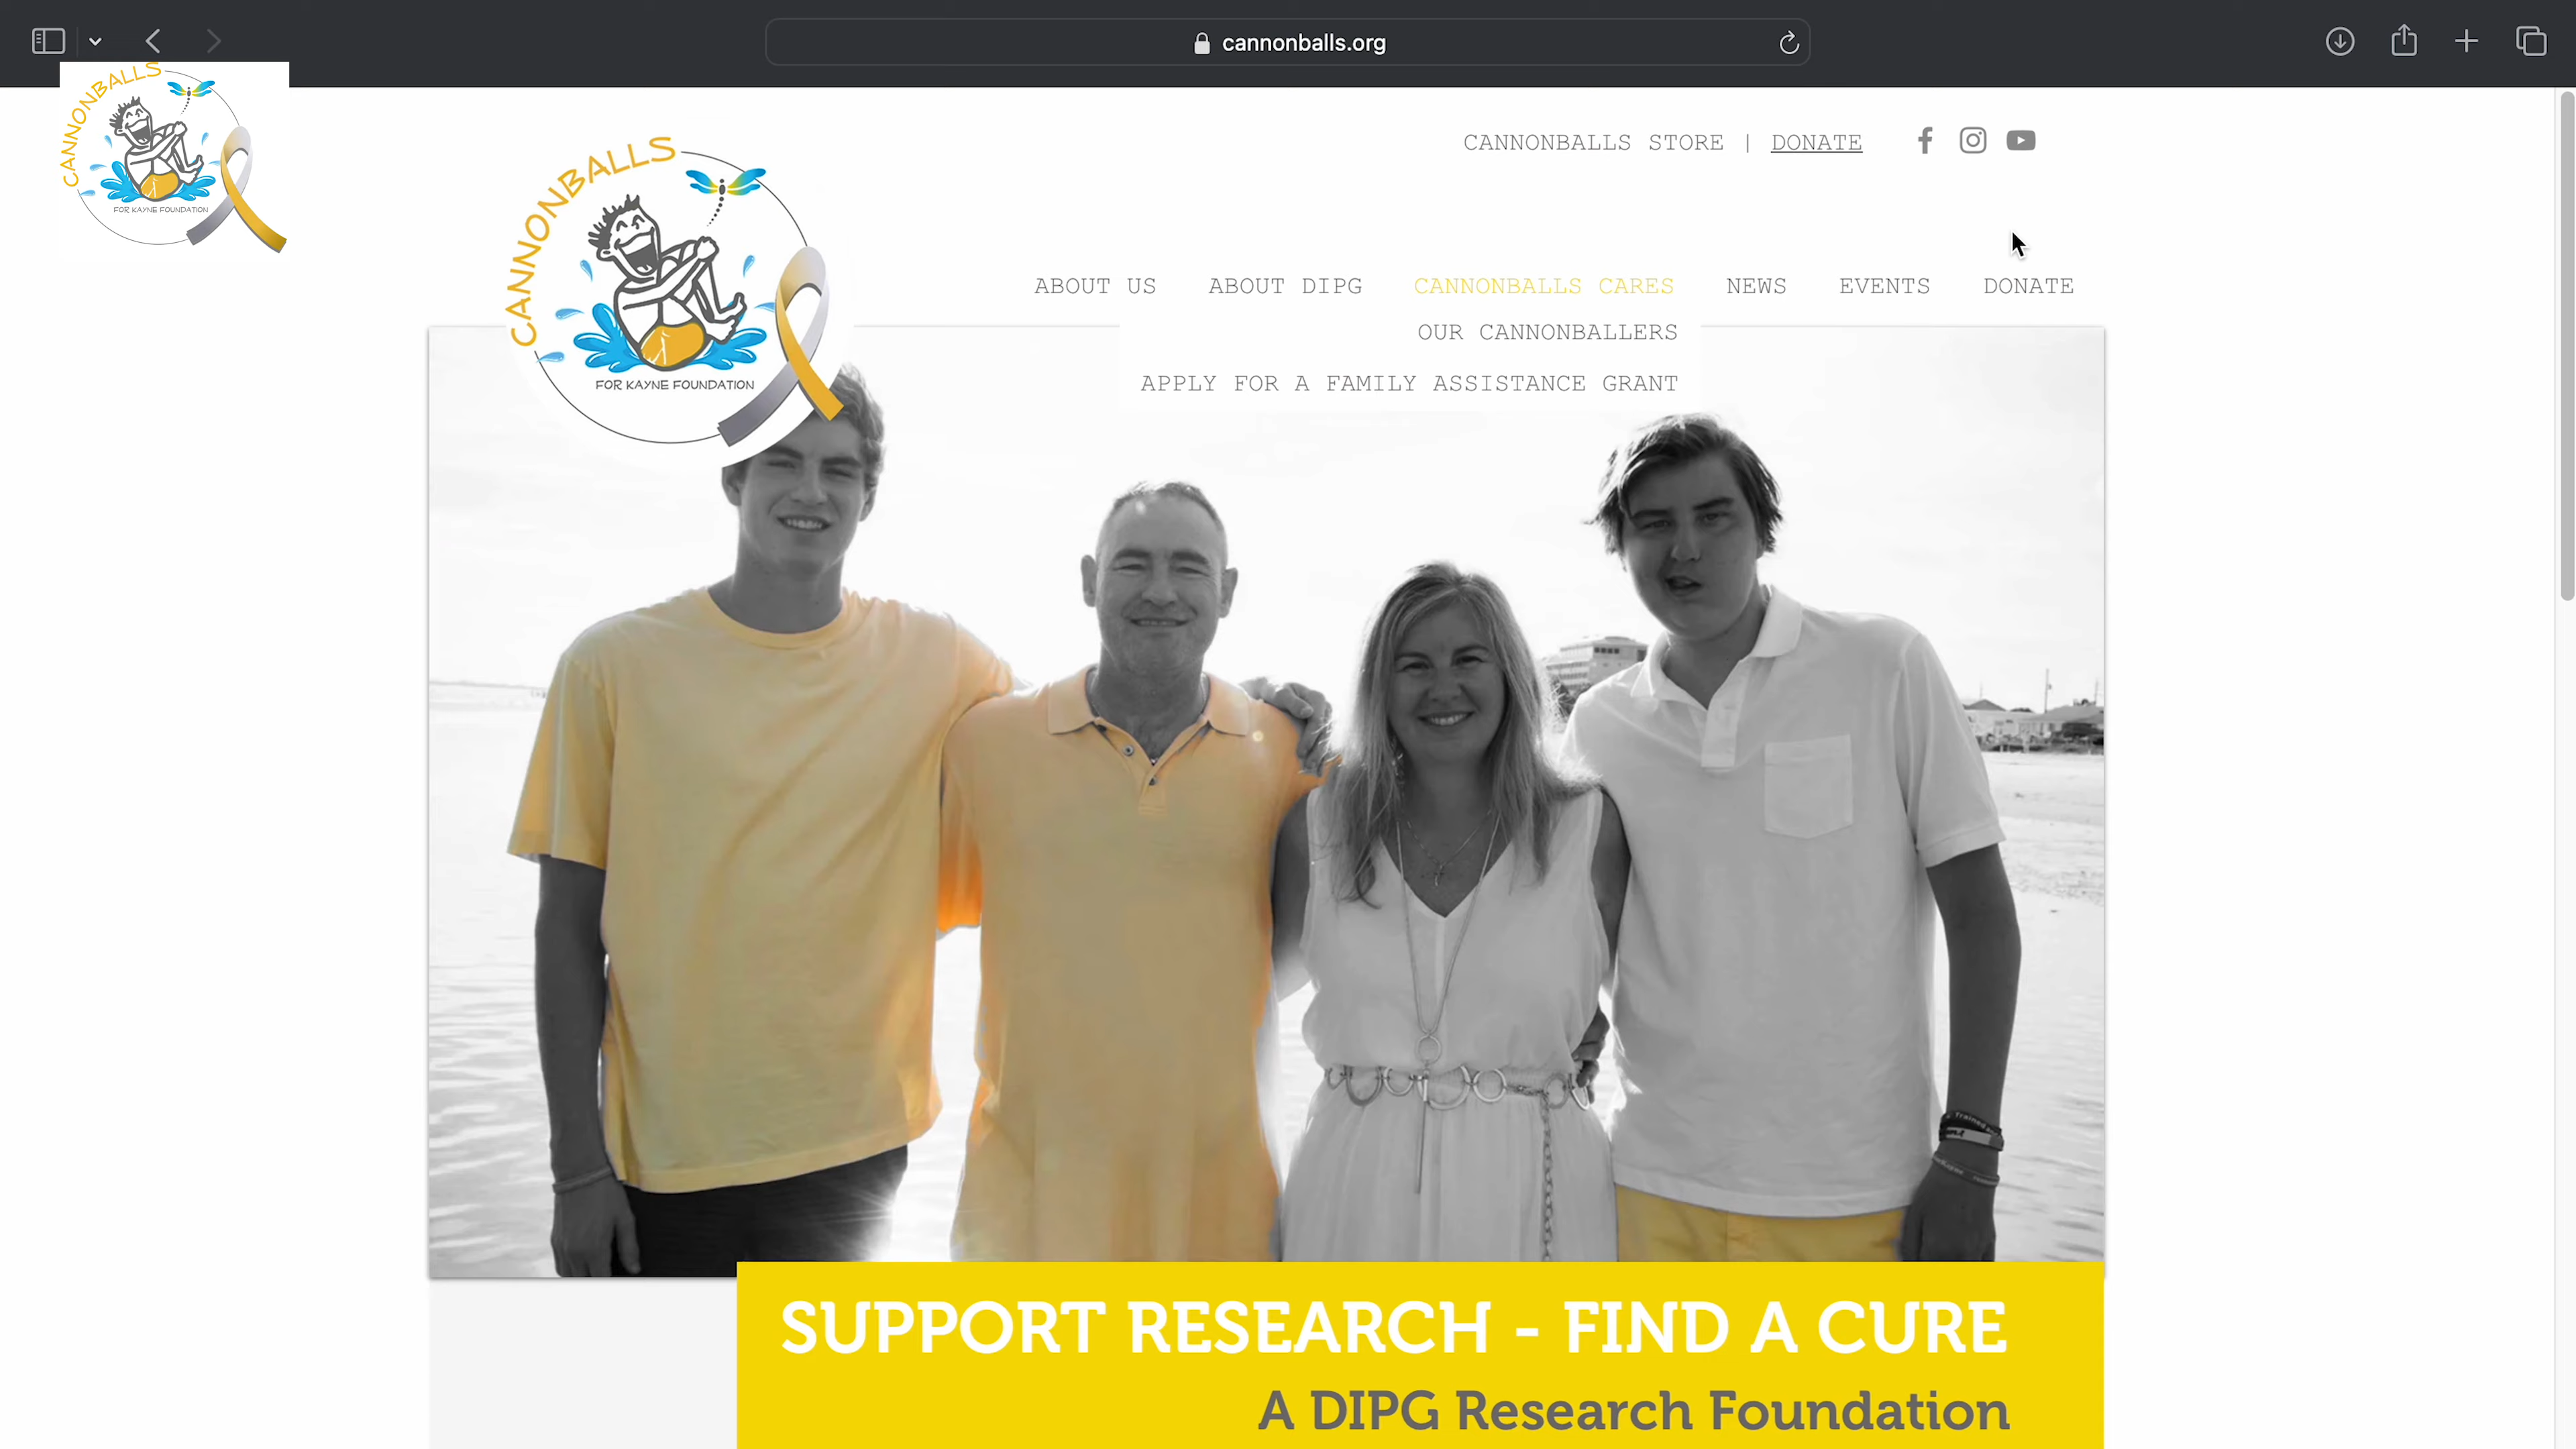 cannonballs.org
CANNONBALLS
FOR KAYNE FOUNDATION
CANNONBALLS STORE | DONATE
CANNONBALLS
FOR KAYNE FOUNDATION
ABOUT US ABOUT DIPG CANNONBALLS CARES NEWS EVENTS DONATE
OUR CANNONBALLERS
APPLY FOR A FAMILY ASSISTANCE GRANT
SUPPORT RESEARCH - FIND A CURE
A DIPG Research Foundation